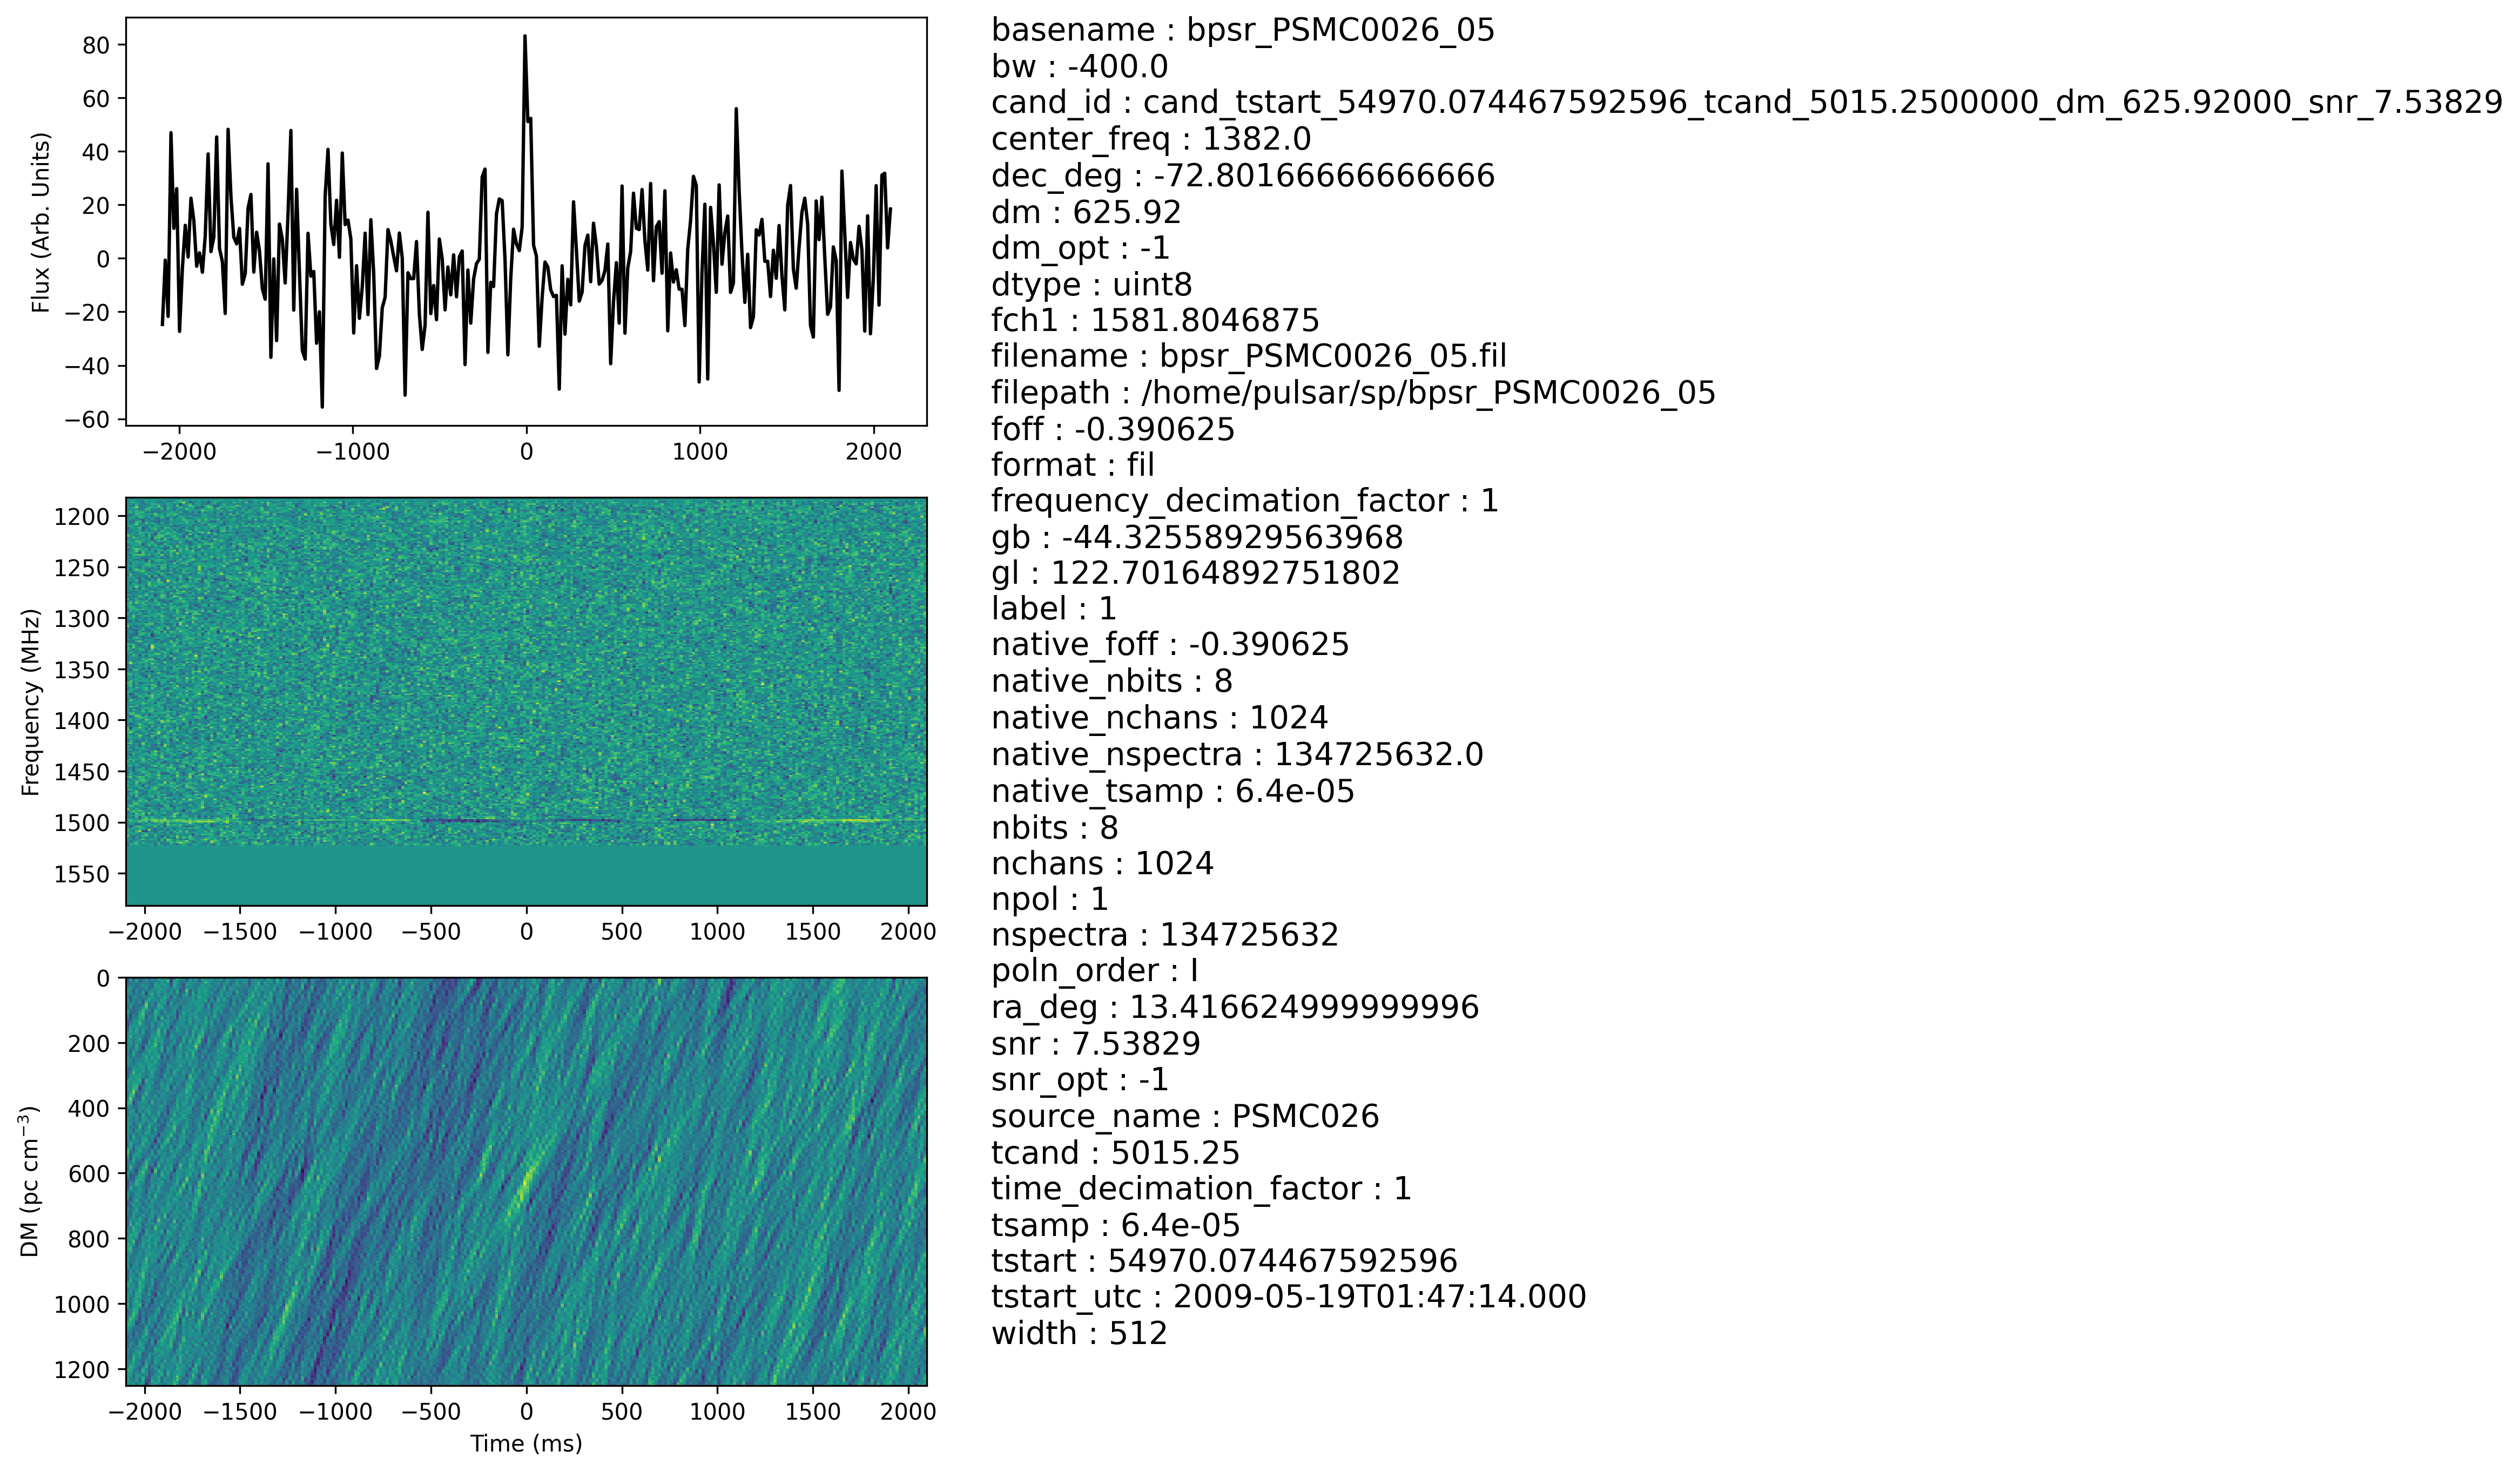 80
60
40
20
0
−20
−40
−60
Flux (Arb. Units)
−2000 −1000 0 1000 2000
1200
1250
1300
1350
1400
1450
1500
1550
Frequency (MHz)
−2000 −1500 −1000 −500 0 500 1000 1500 2000
0
200
400
600
800
1000
1200
DM (pc cm⁻³)
−2000 −1500 −1000 −500 0 500 1000 1500 2000
Time (ms)
basename : bpsr_PSMC0026_05
bw : -400.0
cand_id : cand_tstart_54970.074467592596_tcand_5015.2500000_dm_625.92000_snr_7.53829
center_freq : 1382.0
dec_deg : -72.80166666666666
dm : 625.92
dm_opt : -1
dtype : uint8
fch1 : 1581.8046875
filename : bpsr_PSMC0026_05.fil
filepath : /home/pulsar/sp/bpsr_PSMC0026_05
foff : -0.390625
format : fil
frequency_decimation_factor : 1
gb : -44.32558929563968
gl : 122.70164892751802
label : 1
native_foff : -0.390625
native_nbits : 8
native_nchans : 1024
native_nspectra : 134725632.0
native_tsamp : 6.4e-05
nbits : 8
nchans : 1024
npol : 1
nspectra : 134725632
poln_order : I
ra_deg : 13.416624999999996
snr : 7.53829
snr_opt : -1
source_name : PSMC026
tcand : 5015.25
time_decimation_factor : 1
tsamp : 6.4e-05
tstart : 54970.074467592596
tstart_utc : 2009-05-19T01:47:14.000
width : 512